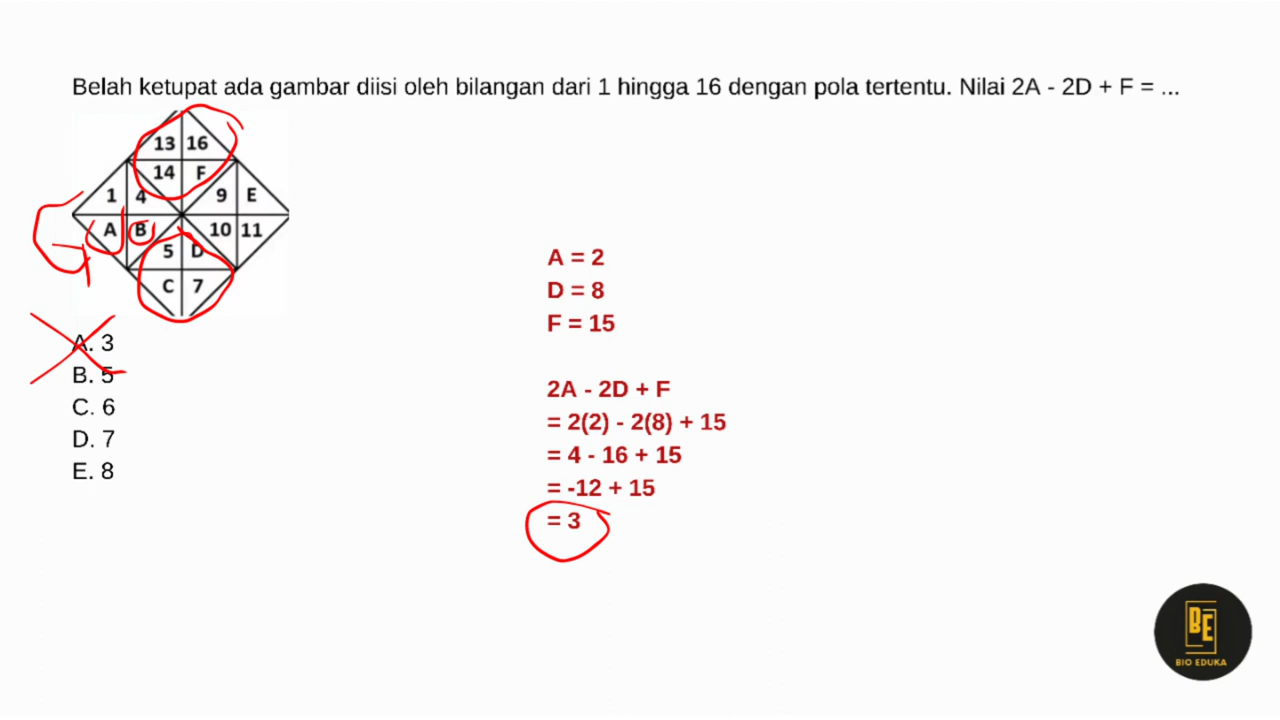 Belah ketupat ada gambar diisi oleh bilangan dari 1 hingga 16 dengan pola tertentu. Nilai 2A - 2D + F = ...
13 16
14 F
1 4 9 E
A B 10 11
5 D
C 7
A. 3
B. 5
C. 6
D. 7
E. 8
A = 2
D = 8
F = 15
2A - 2D + F
= 2(2) - 2(8) + 15
= 4 - 16 + 15
= -12 + 15
= 3
BE
BIO EDUKA